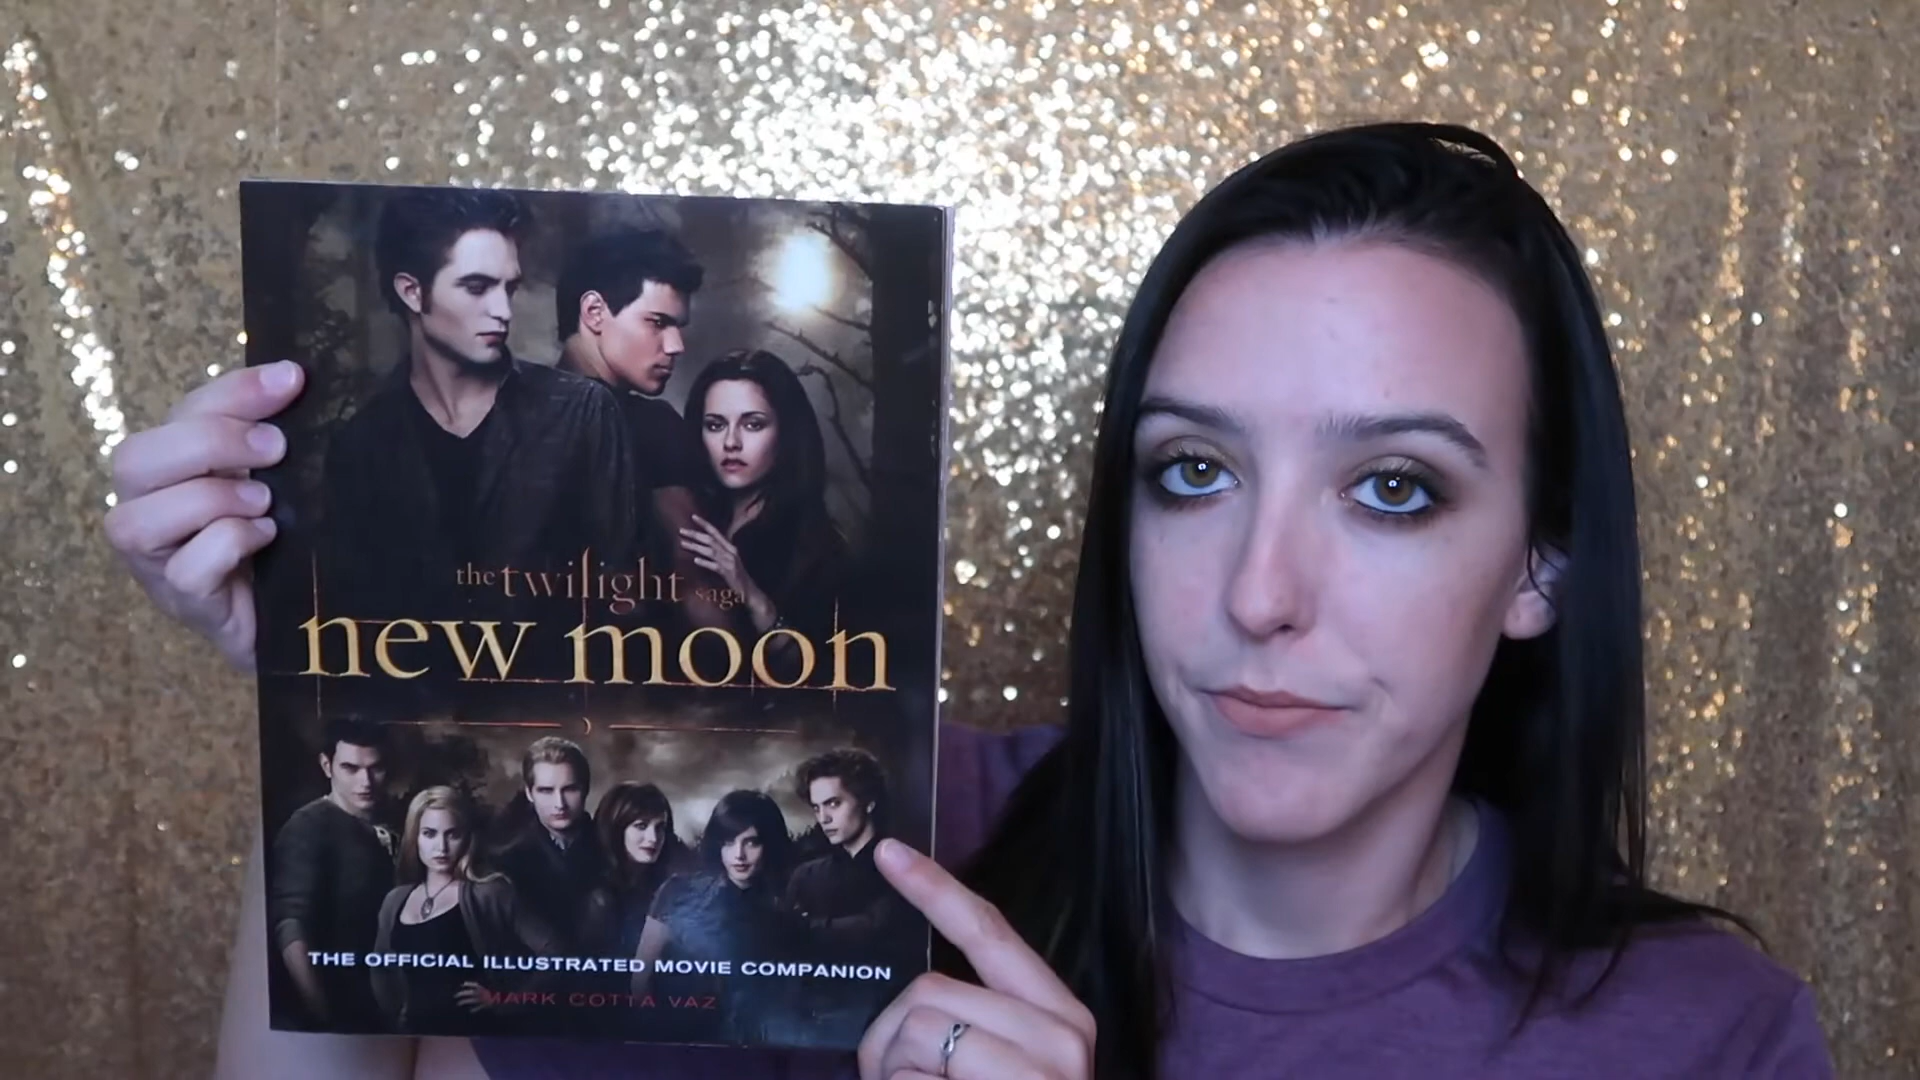 the twilight saga
new moon
THE OFFICIAL ILLUSTRATED MOVIE COMPANION
MARK COTTA VAZ